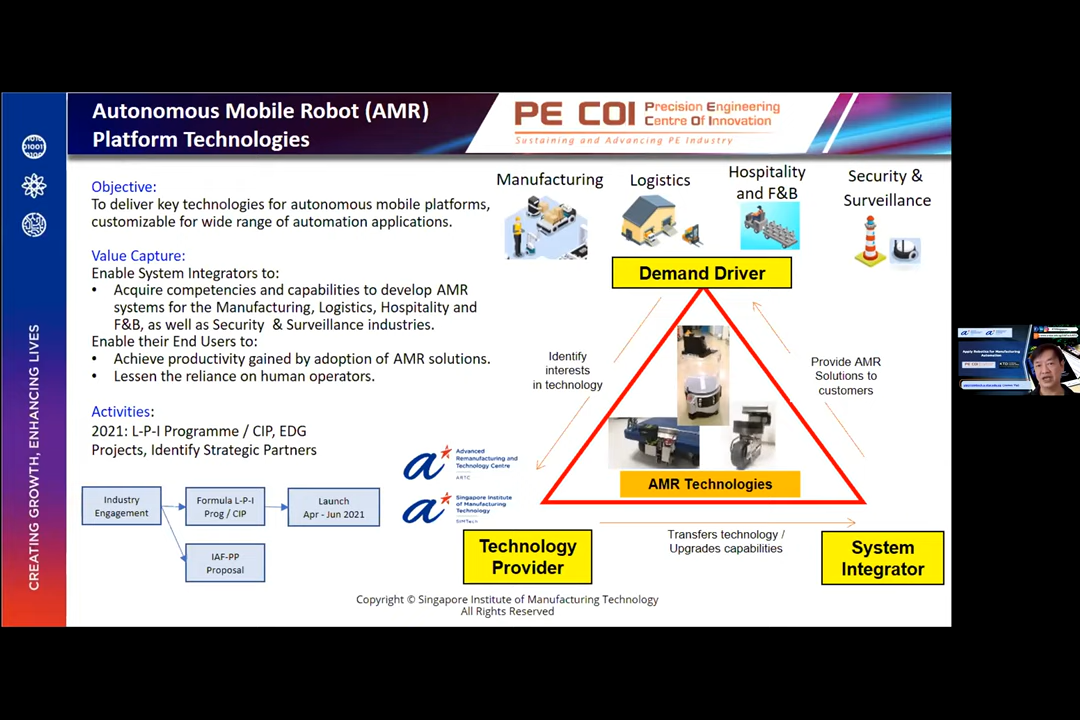 Autonomous Mobile Robot (AMR)
Platform Technologies
PE COI Precision Engineering
Centre Of Innovation
Sustaining and Advancing PE Industry
CREATING GROWTH, ENHANCING LIVES
Objective:
To deliver key technologies for autonomous mobile platforms,
customizable for wide range of automation applications.
Value Capture:
Enable System Integrators to:
• Acquire competencies and capabilities to develop AMR
systems for the Manufacturing, Logistics, Hospitality and
F&B, as well as Security & Surveillance industries.
Enable their End Users to:
• Achieve productivity gained by adoption of AMR solutions.
• Lessen the reliance on human operators.
Activities:
2021: L-P-I Programme / CIP, EDG
Projects, Identify Strategic Partners
Industry
Engagement
Formula L-P-I
Prog / CIP
Launch
Apr - Jun 2021
IAF-PP
Proposal
Manufacturing
Logistics
Hospitality
and F&B
Security &
Surveillance
Demand Driver
Identify
interests
in technology
Provide AMR
Solutions to
customers
AMR Technologies
Advanced
Remanufacturing and
Technology Centre
ARTC
Singapore Institute
of Manufacturing
Technology
SIMTech
Technology
Provider
Transfers technology /
Upgrades capabilities
System
Integrator
Copyright © Singapore Institute of Manufacturing Technology
All Rights Reserved
Apply Robotics for Manufacturing
Automation
PE COI